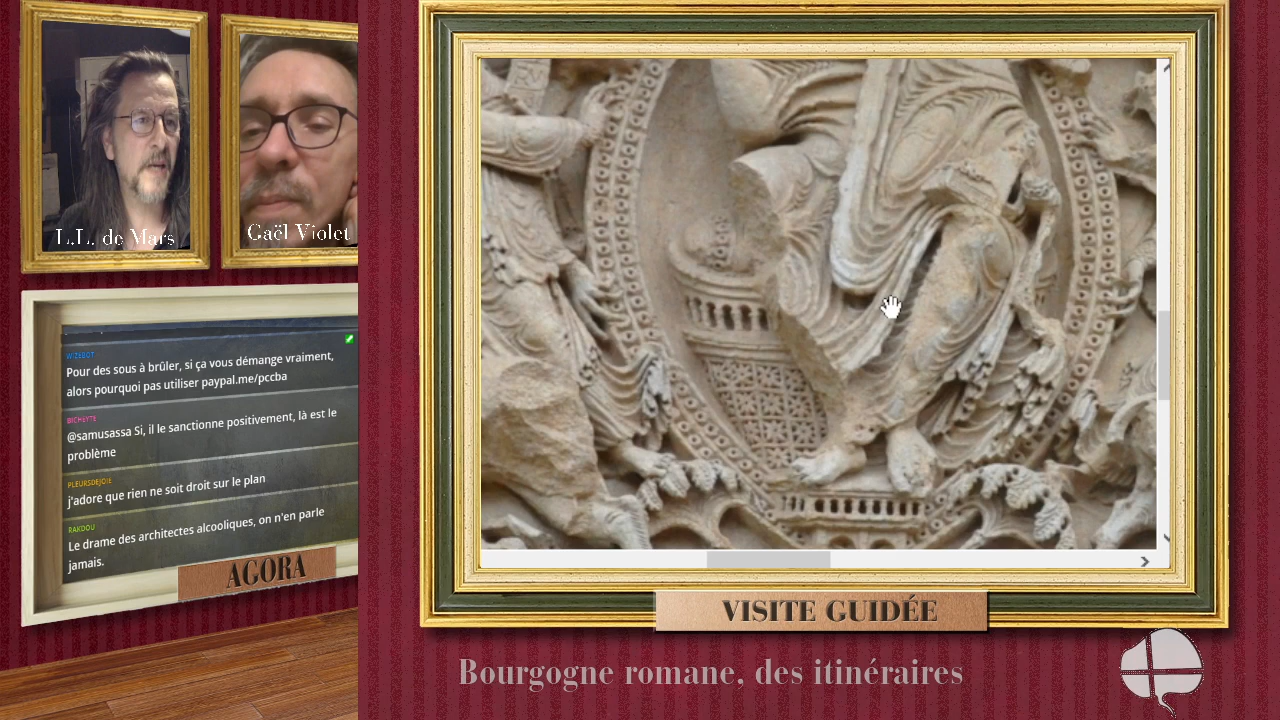 L.L. de Mars
Gaël Violet
WZEBOT
Pour des sous à brûler, si ça vous démange vraiment,
alors pourquoi pas utiliser paypal.me/pccba
BICHEYTE
@samusassa Si, il le sanctionne positivement, là est le
problème
PLEURSDEJOIE
j'adore que rien ne soit droit sur le plan
RAKDOU
Le drame des architectes alcooliques, on n'en parle
jamais.
AGORA
VISITE GUIDÉE
Bourgogne romane, des itinéraires